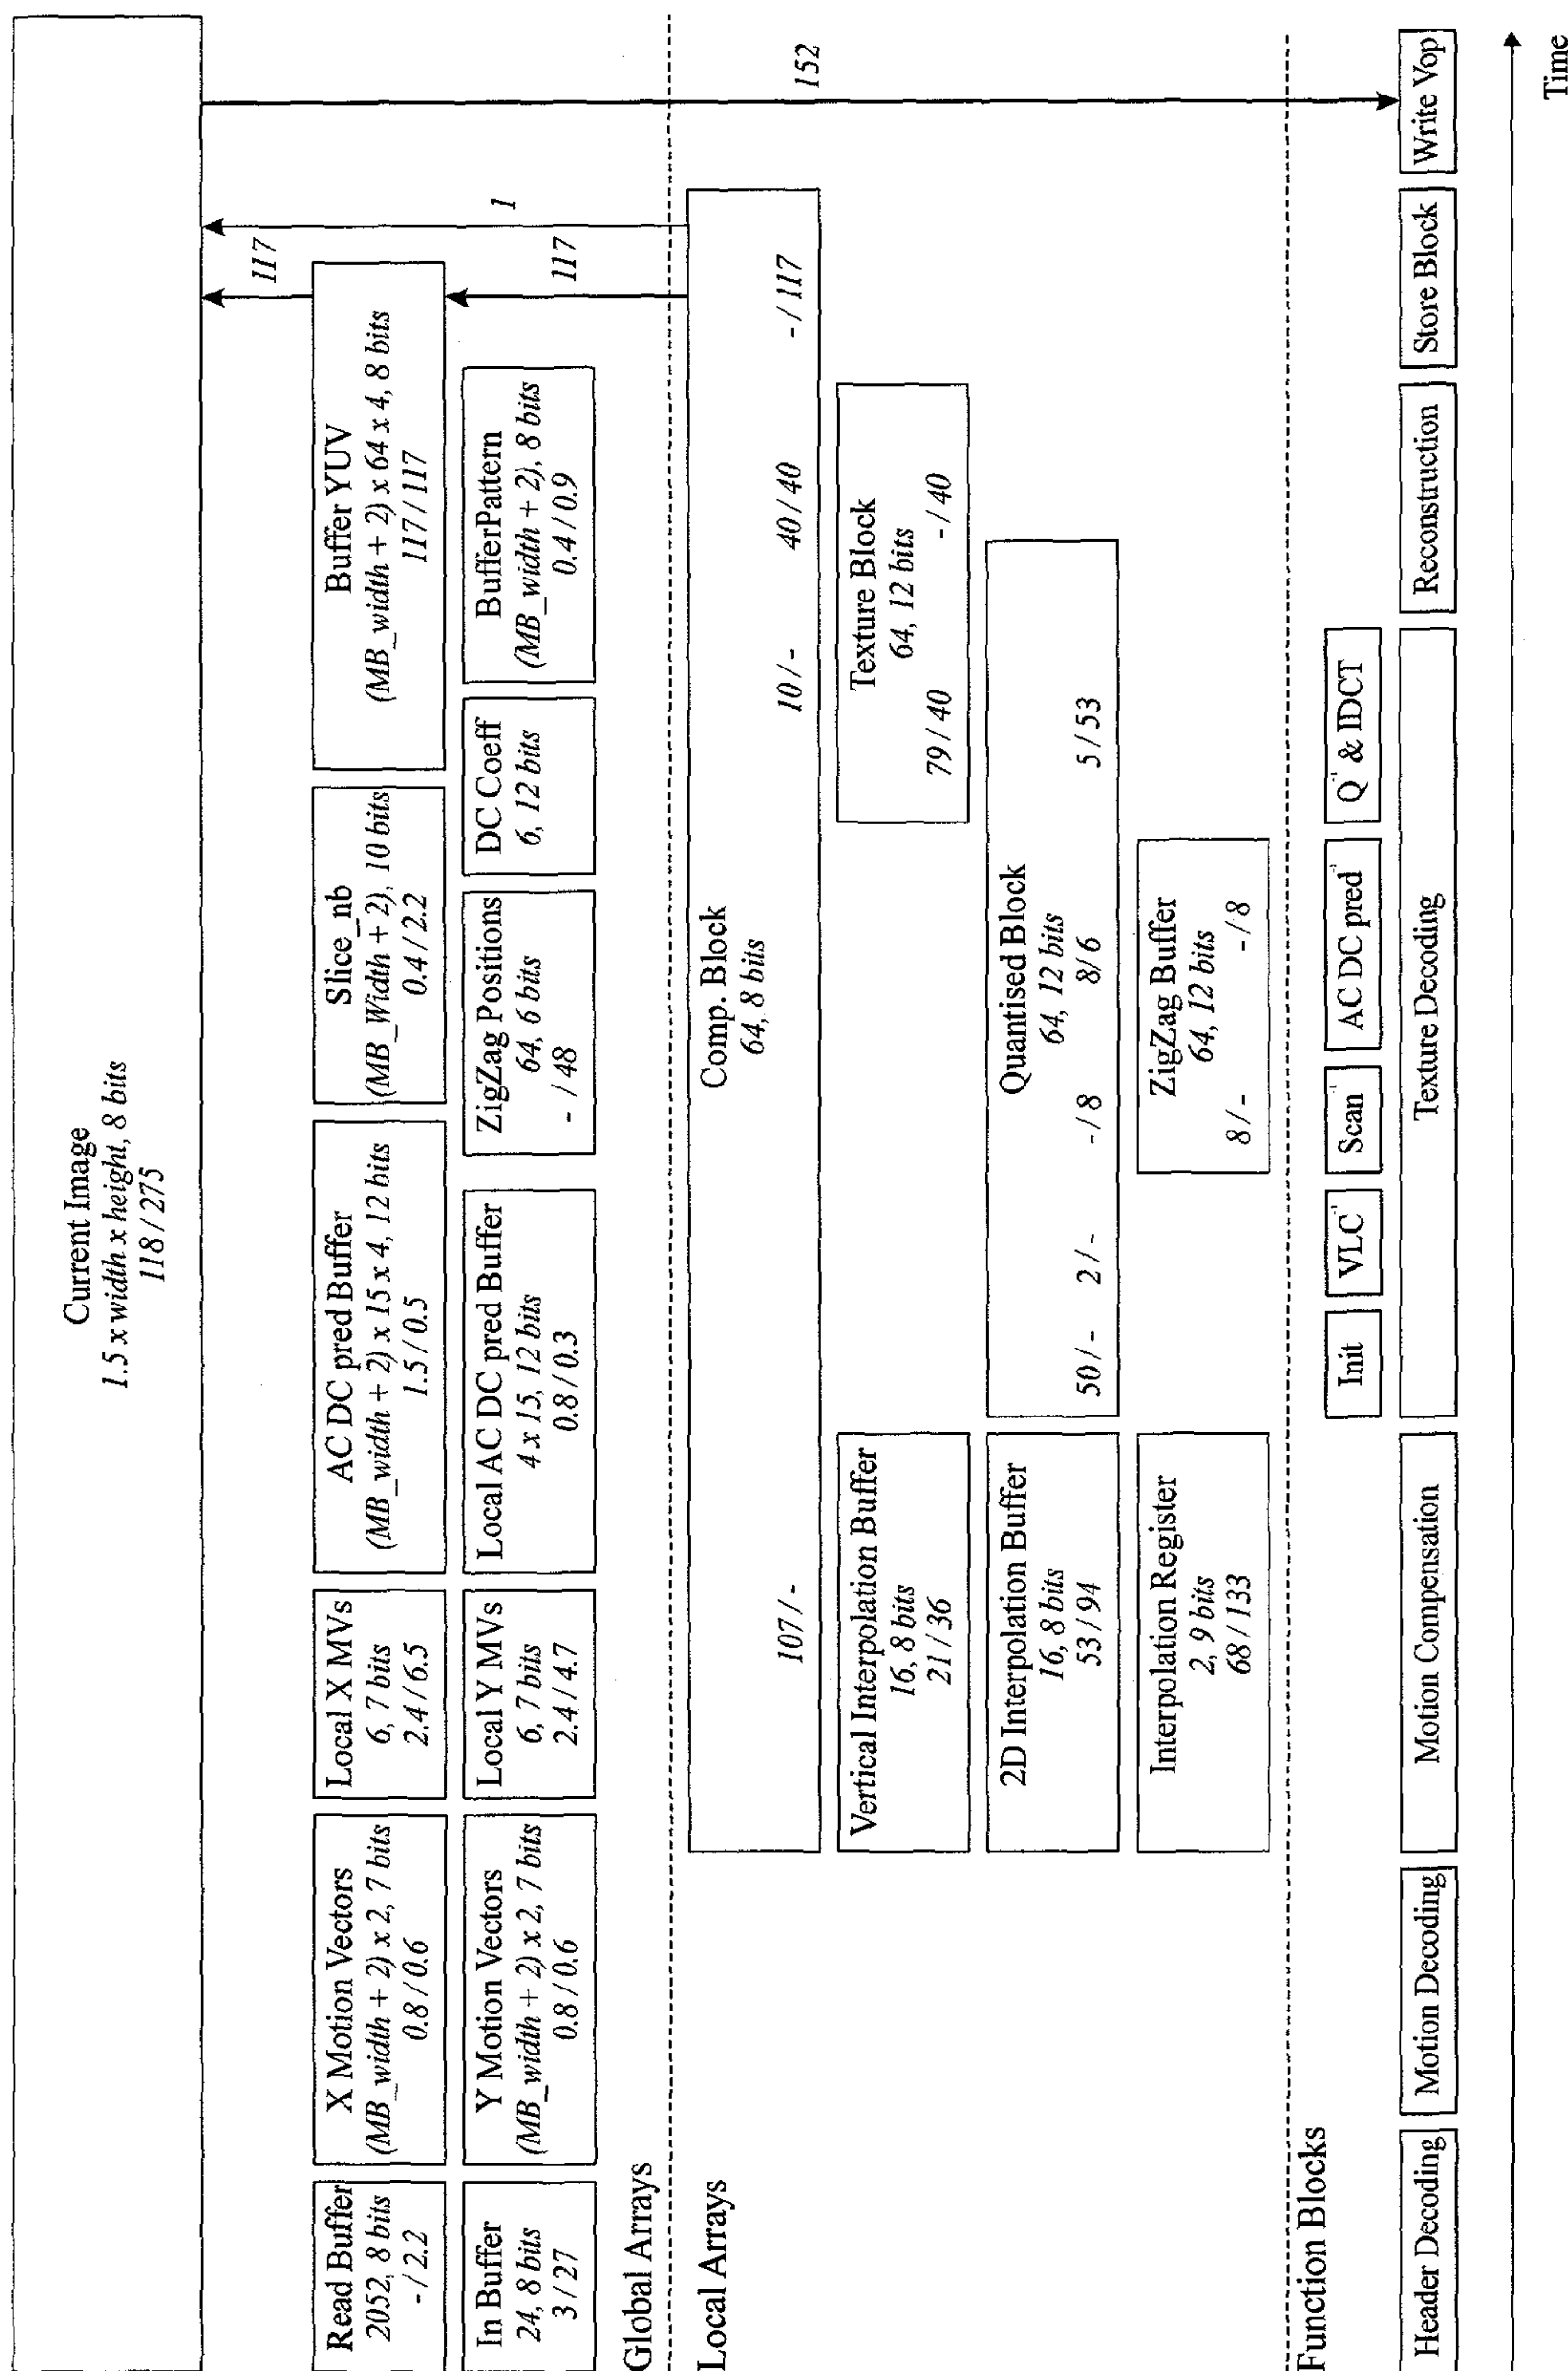 Current Image
1.5 x width x height, 8 bits
118 / 275
Read Buffer
2052, 8 bits
- / 2.2
X Motion Vectors
(MB_width + 2) x 2, 7 bits
0.8 / 0.6
Local X MVs
6, 7 bits
2.4 / 6.5
AC DC pred Buffer
(MB_width + 2) x 15 x 4, 12 bits
1.5 / 0.5
Slice_nb
(MB_Width + 2), 10 bits
0.4 / 2.2
Buffer YUV
(MB_width + 2) x 64 x 4, 8 bits
117 / 117
117
In Buffer
24, 8 bits
3 / 27
Y Motion Vectors
(MB_width + 2) x 2, 7 bits
0.8 / 0.6
Local Y MVs
6, 7 bits
2.4 / 4.7
Local AC DC pred Buffer
4 x 15, 12 bits
0.8 / 0.3
ZigZag Positions
64, 6 bits
- / 48
DC Coeff
6, 12 bits
BufferPattern
(MB_width + 2), 8 bits
0.4 / 0.9
117
1
152
Global Arrays
Local Arrays
Comp. Block
64, 8 bits
107 / -
10 / -
40 / 40
- / 117
Vertical Interpolation Buffer
16, 8 bits
21 / 36
Texture Block
64, 12 bits
79 / 40
- / 40
2D Interpolation Buffer
16, 8 bits
53 / 94
Quantised Block
64, 12 bits
50 / -
2 / -
- / 8
8 / 6
5 / 53
Interpolation Register
2, 9 bits
68 / 133
ZigZag Buffer
64, 12 bits
8 / -
- / 8
Function Blocks
Init
VLC⁻¹
Scan⁻¹
AC DC pred⁻¹
Q⁻¹ & IDCT
Header Decoding
Motion Decoding
Motion Compensation
Texture Decoding
Reconstruction
Store Block
Write Vop
Time